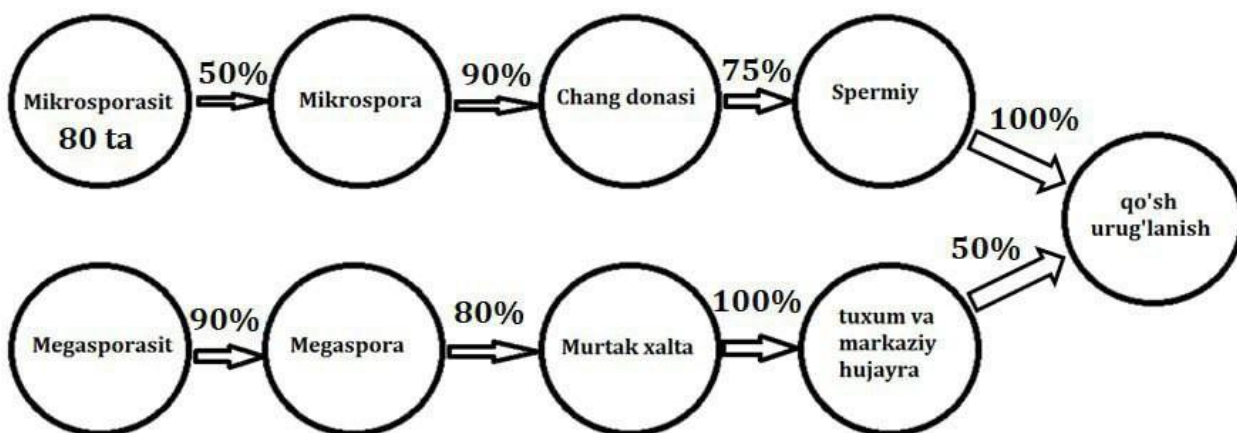 50%
90%
75%
Mikrosporasit
80 ta
Mikrospora
Chang donasi
Spermiy
100%
qo'sh
urug'lanish
50%
90%
80%
100%
Megasporasit
Megaspora
Murtak xalta
tuxum va
markaziy
hujayra